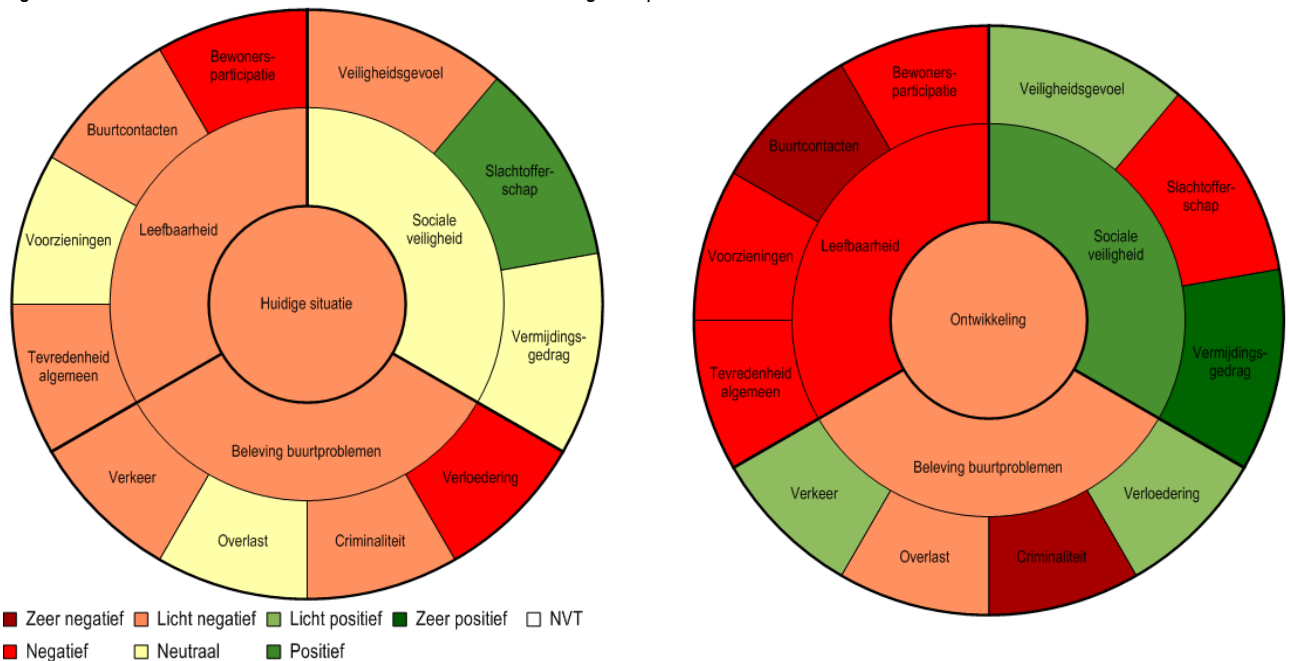 Bewoners-
participatie
Veiligheidsgevoel
Buurtcontacten
Slachtoffer-
schap
Voorzieningen
Leefbaarheid
Sociale
veiligheid
Huidige situatie
Vermijdings-
gedrag
Tevredenheid
algemeen
Beleving buurtproblemen
Verkeer
Verloedering
Overlast
Criminaliteit
Bewoners-
participatie
Veiligheidsgevoel
Buurtcontacten
Slachtoffer-
schap
Voorzieningen
Leefbaarheid
Sociale
veiligheid
Ontwikkeling
Vermijdings-
gedrag
Tevredenheid
algemeen
Beleving buurtproblemen
Verkeer
Verloedering
Overlast
Criminaliteit
Zeer negatief
Licht negatief
Licht positief
Zeer positief
NVT
Negatief
Neutraal
Positief